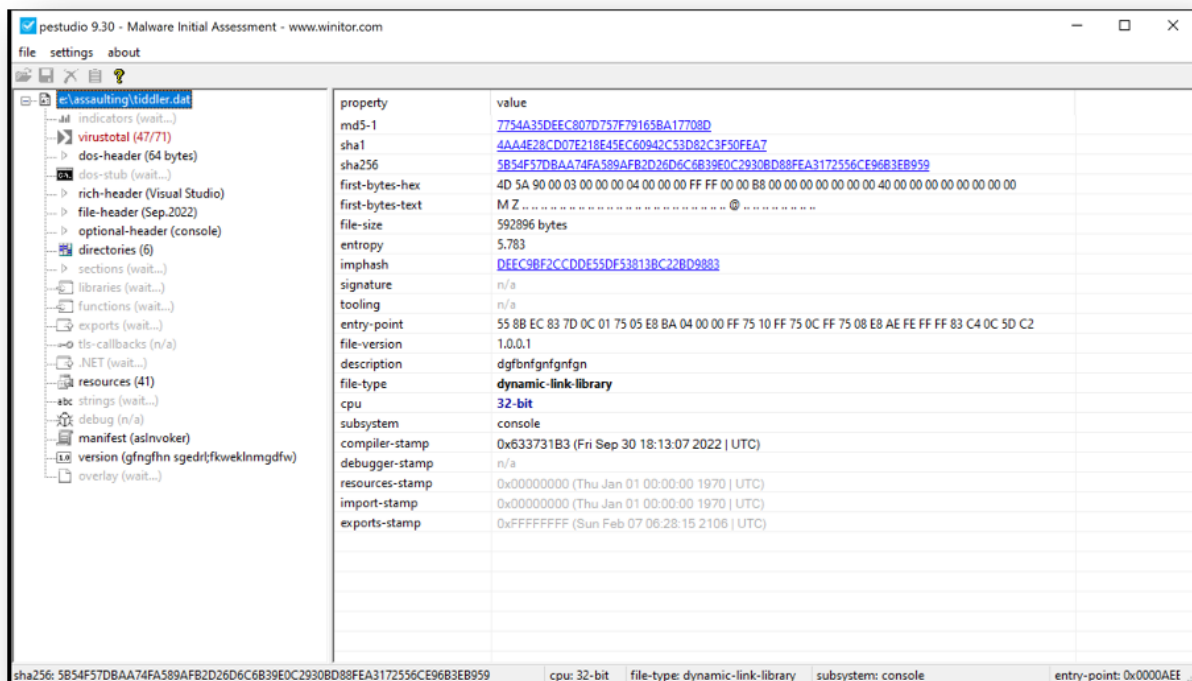 pestudio 9.30 - Malware Initial Assessment - www.winitor.com
file settings about
e:\assaulting\tiddler.dat
indicators (wait...)
virustotal (47/71)
dos-header (64 bytes)
dos-stub (wait...)
rich-header (Visual Studio)
file-header (Sep.2022)
optional-header (console)
directories (6)
sections (wait...)
libraries (wait...)
functions (wait...)
exports (wait...)
tls-callbacks (n/a)
.NET (wait...)
resources (41)
abc strings (wait...)
debug (n/a)
manifest (asInvoker)
1.0 version (gfngfhn sgedrl;fkweklnmgdfw)
overlay (wait...)
property value
md5-1 7754A35DEEC807D757F79165BA17708D
sha1 4AA4E28CD07E218E45EC60942C53D82C3F50FEA7
sha256 5B54F57DBAA74FA589AFB2D26D6C6B39E0C2930BD88FEA3172556CE96B3EB959
first-bytes-hex 4D 5A 90 00 03 00 00 00 04 00 00 00 FF FF 00 00 B8 00 00 00 00 00 00 00 40 00 00 00 00 00 00 00
first-bytes-text M Z .. .. .. .. .. .. .. .. .. .. .. .. .. .. .. .. .. .. .. .. .. .. @ .. .. .. .. .. .. ..
file-size 592896 bytes
entropy 5.783
imphash DEEC9BF2CCDDE55DF53813BC22BD9883
signature n/a
tooling n/a
entry-point 55 8B EC 83 7D 0C 01 75 05 E8 BA 04 00 00 FF 75 10 FF 75 0C FF 75 08 E8 AE FE FF FF 83 C4 0C 5D C2
file-version 1.0.0.1
description dgfbnfgnfgnfgn
file-type dynamic-link-library
cpu 32-bit
subsystem console
compiler-stamp 0x633731B3 (Fri Sep 30 18:13:07 2022 | UTC)
debugger-stamp n/a
resources-stamp 0x00000000 (Thu Jan 01 00:00:00 1970 | UTC)
import-stamp 0x00000000 (Thu Jan 01 00:00:00 1970 | UTC)
exports-stamp 0xFFFFFFFF (Sun Feb 07 06:28:15 2106 | UTC)
sha256: 5B54F57DBAA74FA589AFB2D26D6C6B39E0C2930BD88FEA3172556CE96B3EB959 cpu: 32-bit file-type: dynamic-link-library subsystem: console entry-point: 0x0000AEE